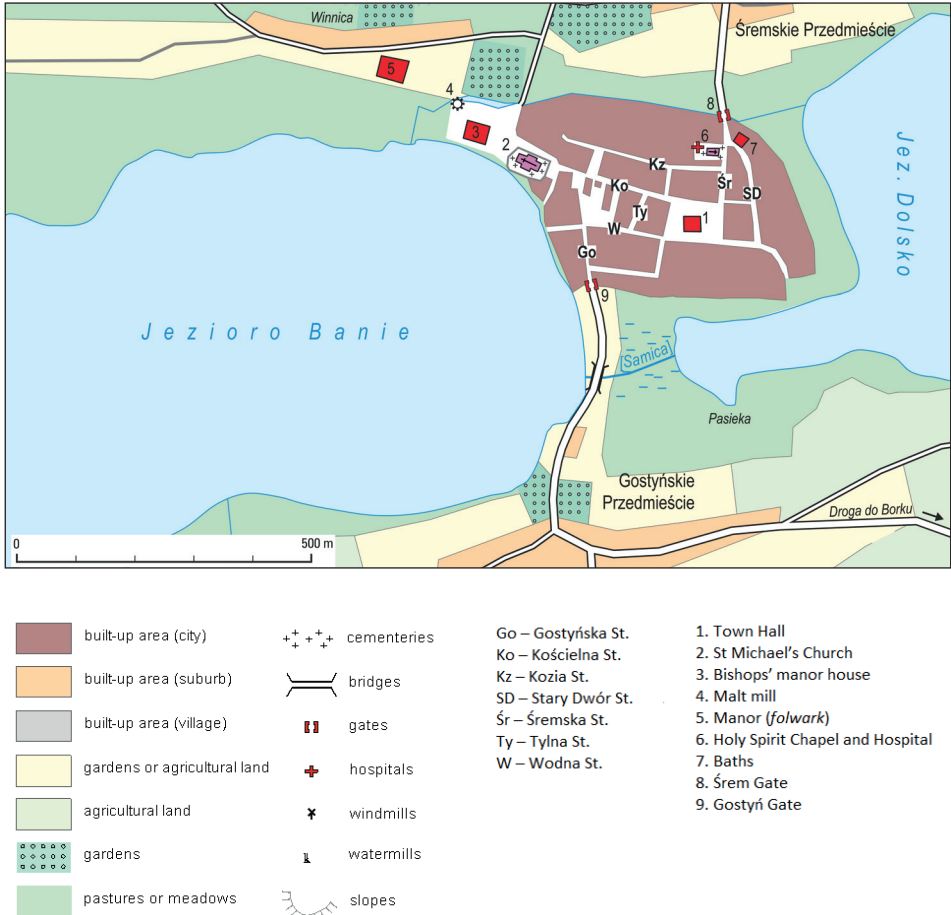 Winnica
Śremskie Przedmieście
5
4
8
3
6
7
2
Kz
Ko
Śr
SD
Ty
1
W
Go
9
Jez. Dolsko
Jezioro Banie
[Samica]
Pasieka
Gostyńskie
Przedmieście
Droga do Borku
0 500 m
built-up area (city)
built-up area (suburb)
built-up area (village)
gardens or agricultural land
agricultural land
gardens
pastures or meadows
cementeries
bridges
gates
hospitals
windmills
watermills
slopes
Go – Gostyńska St.
Ko – Kościelna St.
Kz – Kozia St.
SD – Stary Dwór St.
Śr – Śremska St.
Ty – Tylna St.
W – Wodna St.
1. Town Hall
2. St Michael's Church
3. Bishops' manor house
4. Malt mill
5. Manor (folwark)
6. Holy Spirit Chapel and Hospital
7. Baths
8. Śrem Gate
9. Gostyń Gate